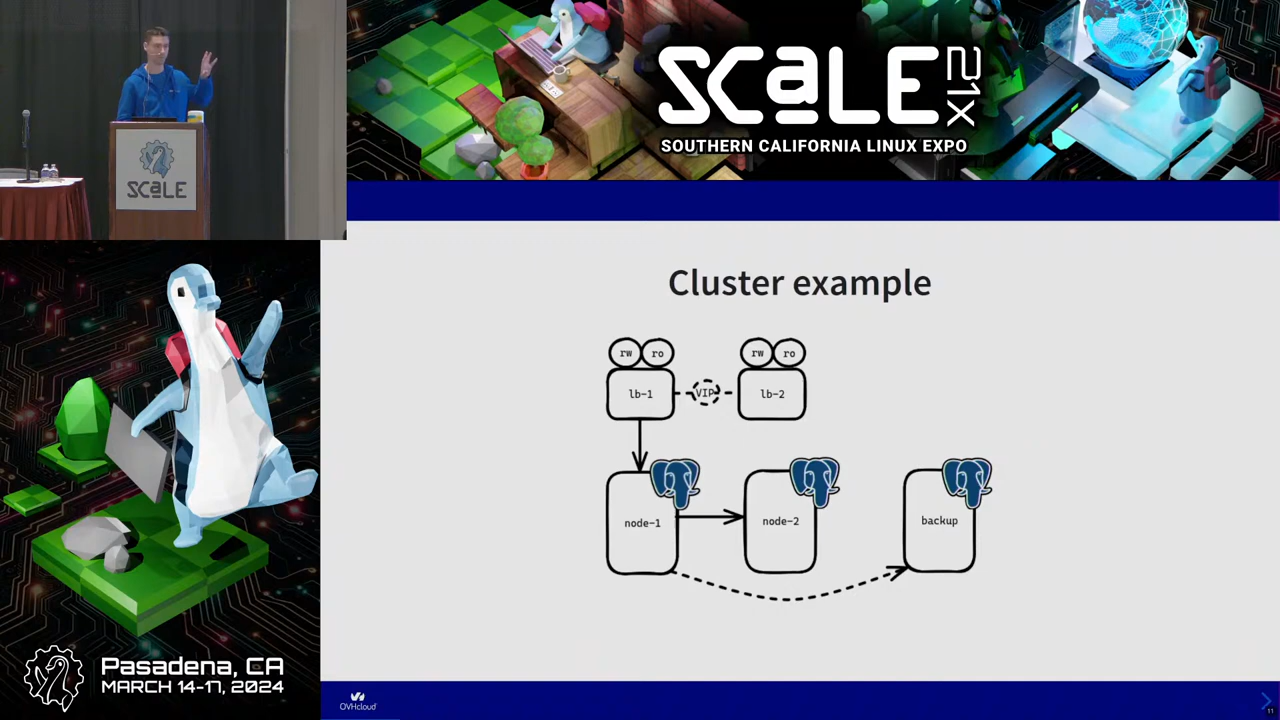 SCALE
21X
SOUTHERN CALIFORNIA LINUX EXPO
SCALE
Cluster example
rw ro
rw ro
lb-1
VIP
lb-2
node-1
node-2
backup
Pasadena, CA
MARCH 14-17, 2024
OVHcloud
11